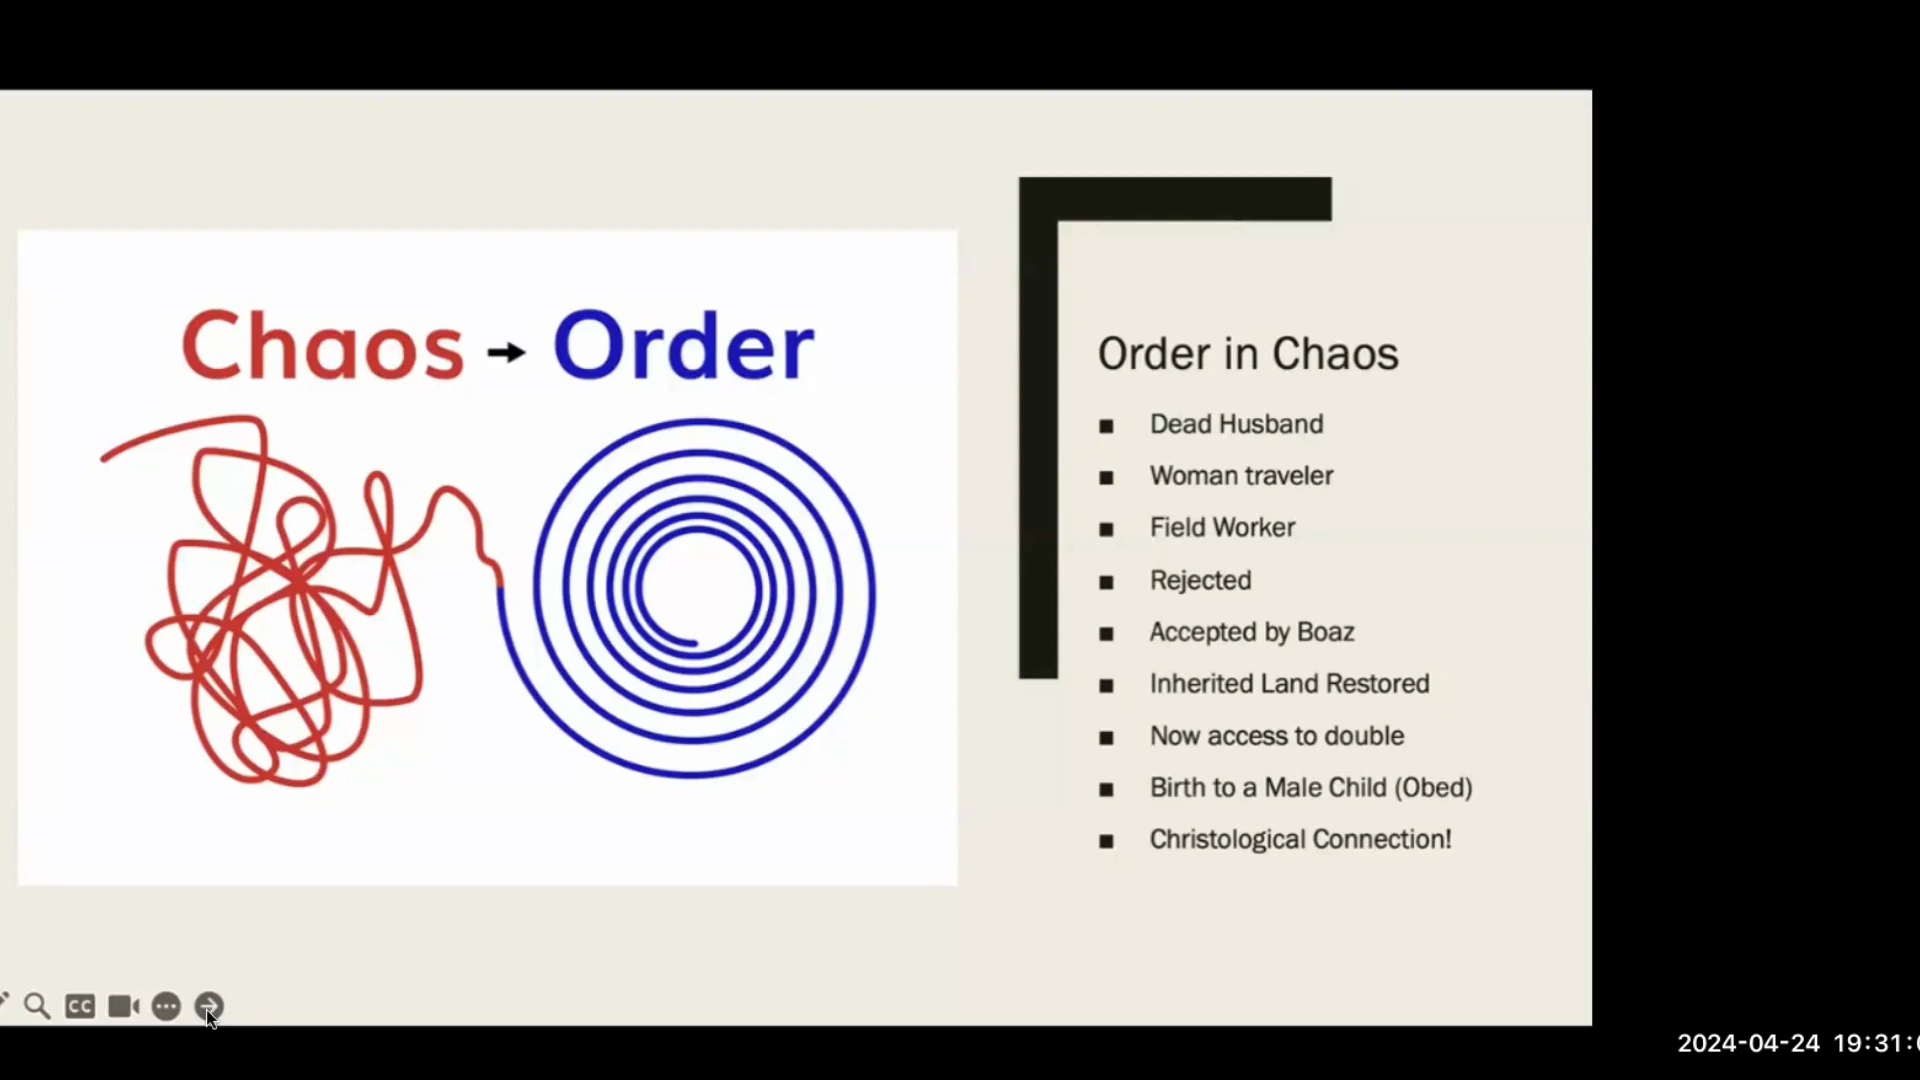 Chaos → Order
Order in Chaos
■ Dead Husband
■ Woman traveler
■ Field Worker
■ Rejected
■ Accepted by Boaz
■ Inherited Land Restored
■ Now access to double
■ Birth to a Male Child (Obed)
■ Christological Connection!
CC
2024-04-24 19:31: